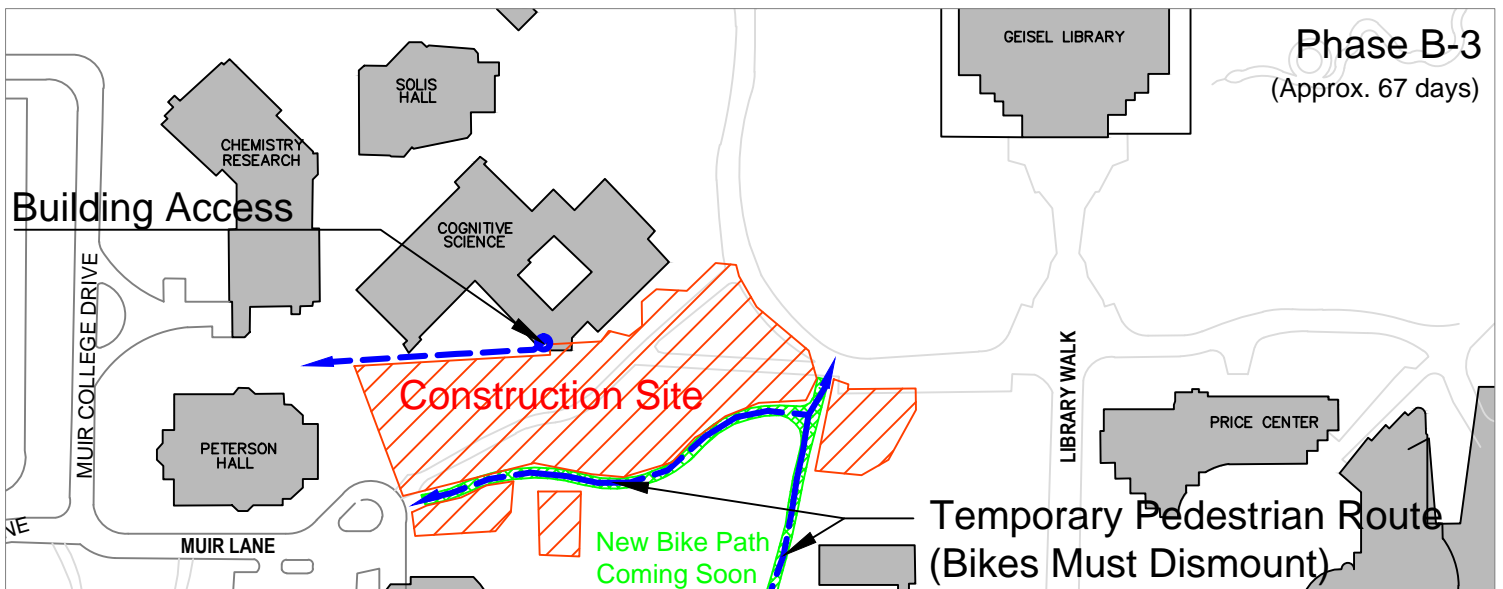 GEISEL LIBRARY
Phase B-3
(Approx. 67 days)
SOLIS
HALL
CHEMISTRY
RESEARCH
Building Access
COGNITIVE
SCIENCE
MUIR COLLEGE DRIVE
Construction Site
LIBRARY WALK
PRICE CENTER
PETERSON
HALL
Temporary Pedestrian Route
(Bikes Must Dismount)
New Bike Path
Coming Soon
MUIR LANE